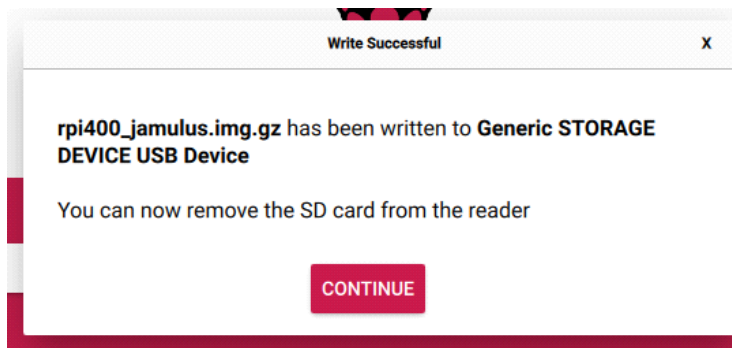 Write Successful X
rpi400_jamulus.img.gz has been written to Generic STORAGE
DEVICE USB Device
You can now remove the SD card from the reader
CONTINUE